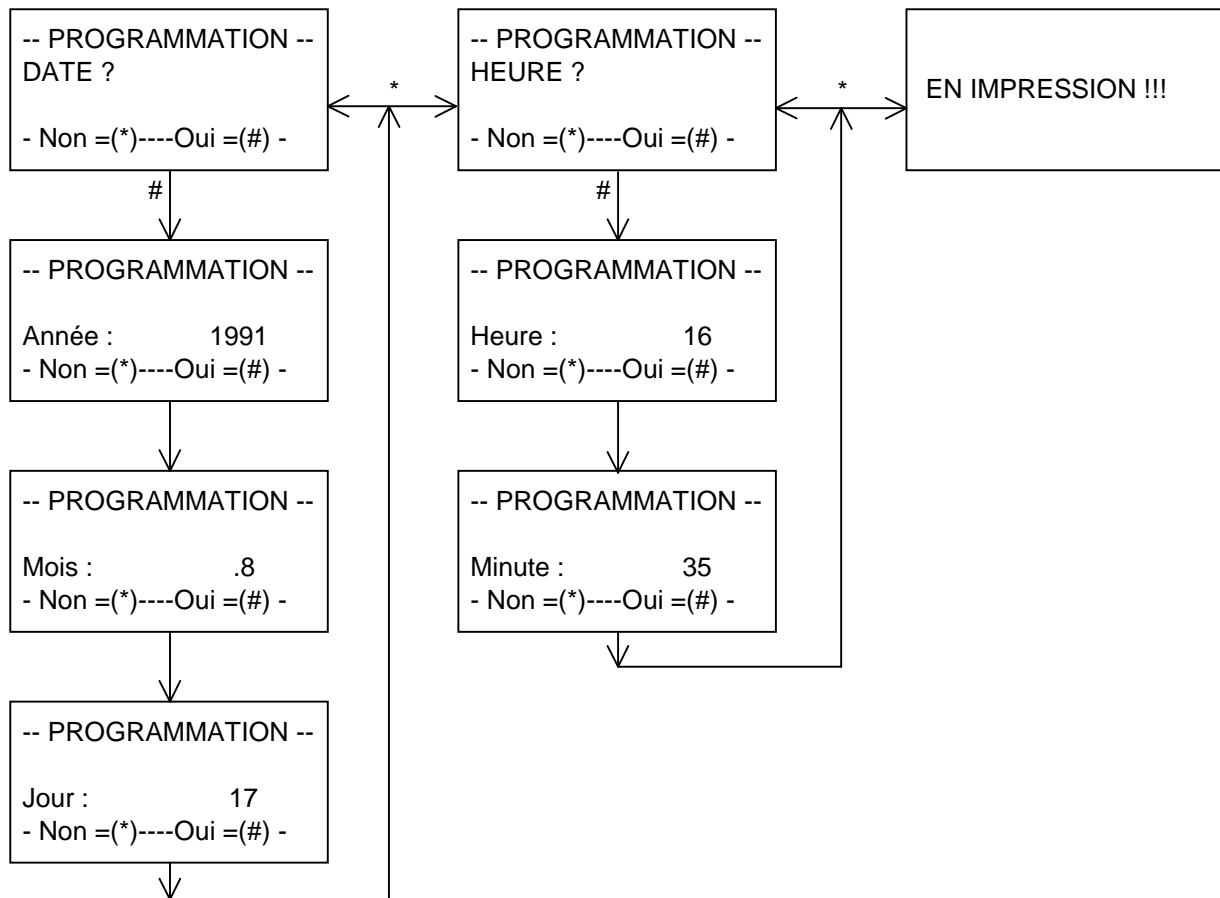 -- PROGRAMMATION --
DATE ?
- Non =(*)----Oui =(#) -
*
-- PROGRAMMATION --
HEURE ?
- Non =(*)----Oui =(#) -
*
EN IMPRESSION !!!
#
#
-- PROGRAMMATION --
Année : 1991
- Non =(*)----Oui =(#) -
-- PROGRAMMATION --
Heure : 16
- Non =(*)----Oui =(#) -
-- PROGRAMMATION --
Mois : .8
- Non =(*)----Oui =(#) -
-- PROGRAMMATION --
Minute : 35
- Non =(*)----Oui =(#) -
-- PROGRAMMATION --
Jour : 17
- Non =(*)----Oui =(#) -